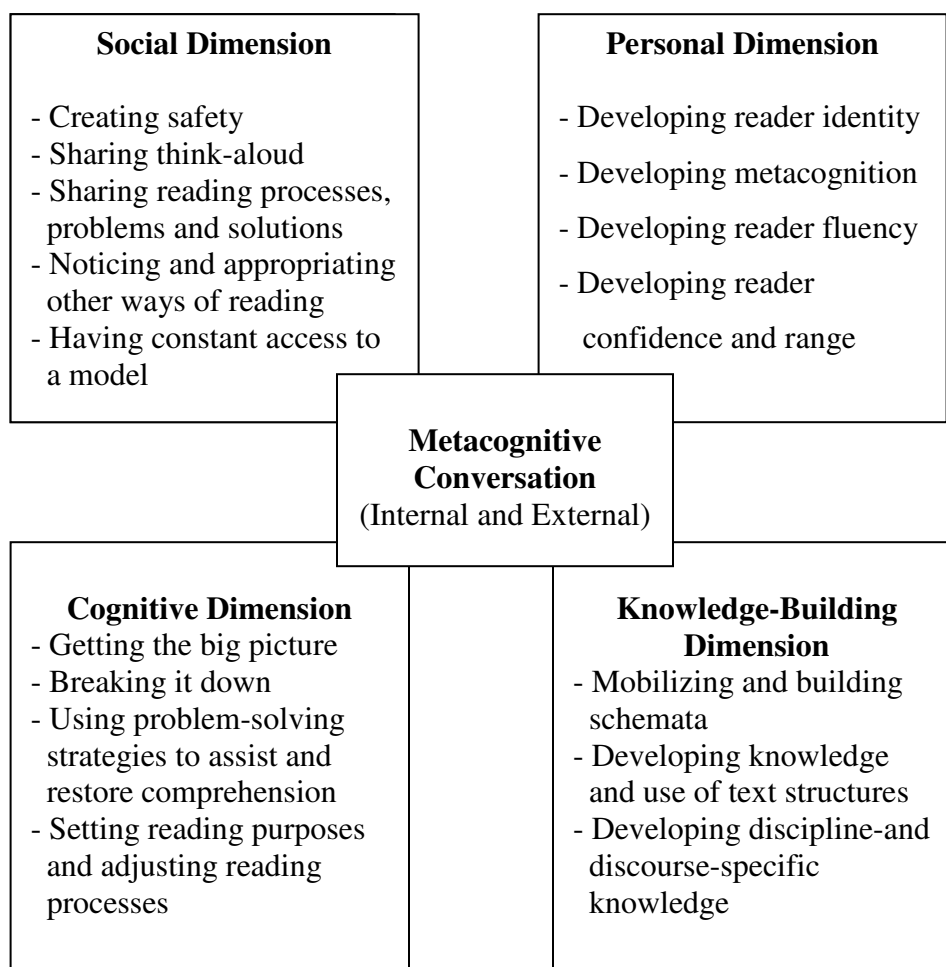 Social Dimension
- Creating safety
- Sharing think-aloud
- Sharing reading processes,
problems and solutions
- Noticing and appropriating
other ways of reading
- Having constant access to
a model
Personal Dimension
- Developing reader identity
- Developing metacognition
- Developing reader fluency
- Developing reader
confidence and range
Metacognitive
Conversation
(Internal and External)
Cognitive Dimension
- Getting the big picture
- Breaking it down
- Using problem-solving
strategies to assist and
restore comprehension
- Setting reading purposes
and adjusting reading
processes
Knowledge-Building
Dimension
- Mobilizing and building
schemata
- Developing knowledge
and use of text structures
- Developing discipline-and
discourse-specific
knowledge